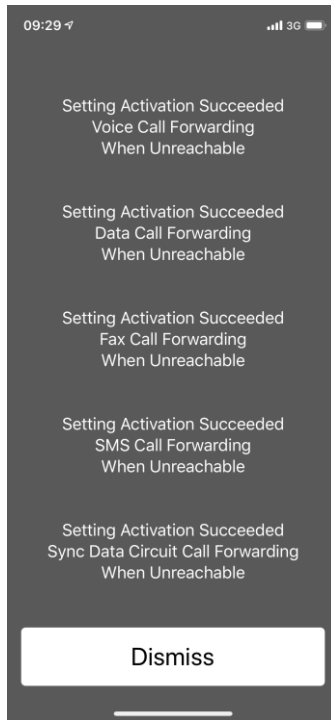 09:29
3G
Setting Activation Succeeded
Voice Call Forwarding
When Unreachable
Setting Activation Succeeded
Data Call Forwarding
When Unreachable
Setting Activation Succeeded
Fax Call Forwarding
When Unreachable
Setting Activation Succeeded
SMS Call Forwarding
When Unreachable
Setting Activation Succeeded
Sync Data Circuit Call Forwarding
When Unreachable
Dismiss